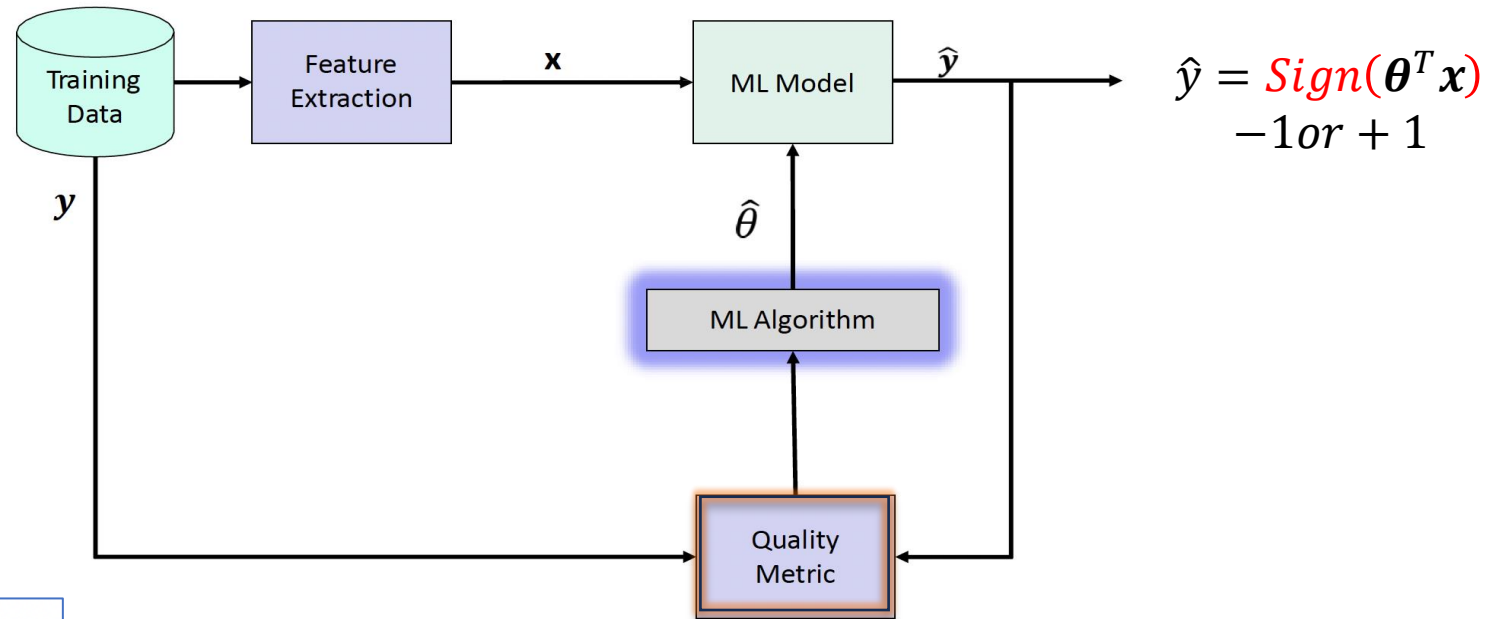 Training
Data
Feature
Extraction
x
ML Model
ŷ
ŷ = Sign(θᵀx)
−1or + 1
y
θ̂
ML Algorithm
Quality
Metric